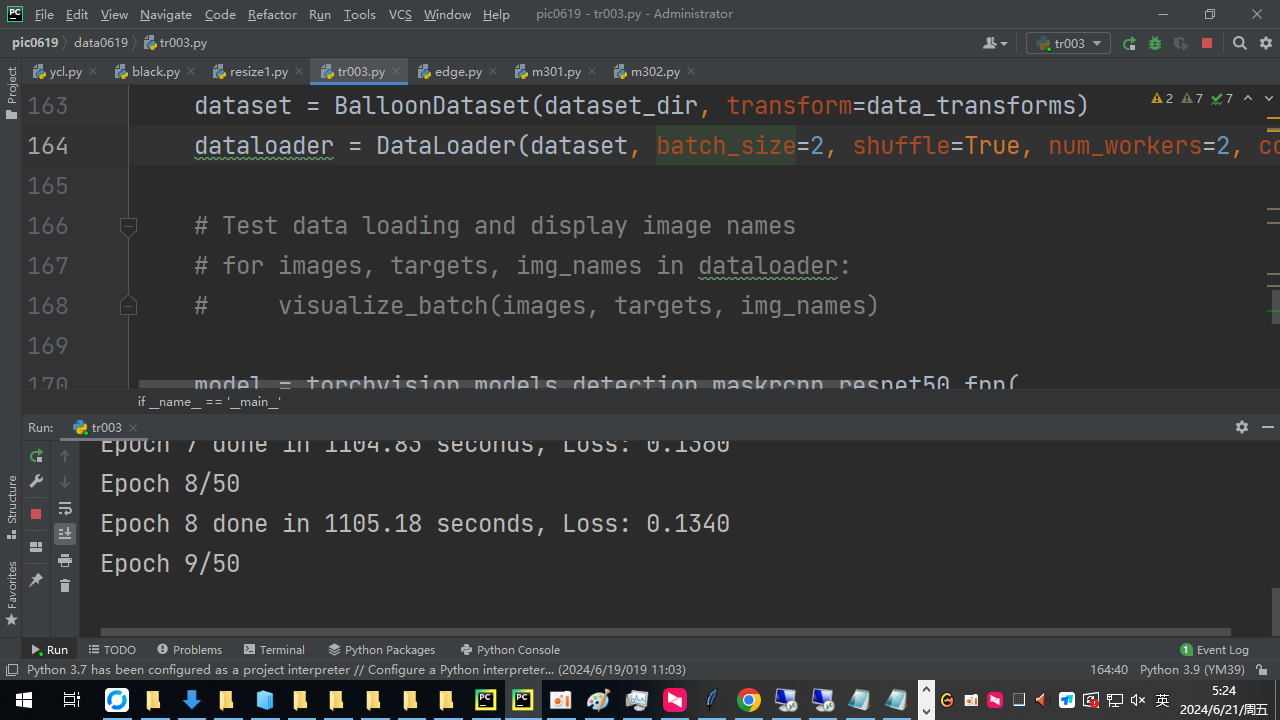 File Edit View Navigate Code Refactor Run Tools VCS Window Help pic0619 - tr003.py - Administrator
pic0619 data0619 tr003.py tr003
ycl.py black.py resize1.py tr003.py edge.py m301.py m302.py
Project
163 dataset = BalloonDataset(dataset_dir, transform=data_transforms) 2 7 7
164 dataloader = DataLoader(dataset, batch_size=2, shuffle=True, num_workers=2, co
165
166 # Test data loading and display image names
167 # for images, targets, img_names in dataloader:
168 # visualize_batch(images, targets, img_names)
169
170 model = torchvision.models.detection.maskrcnn_resnet50_fpn(
if __name__ == '__main__'
Run: tr003
Epoch 7 done in 1104.83 seconds, Loss: 0.1360
Epoch 8/50
Epoch 8 done in 1105.18 seconds, Loss: 0.1340
Epoch 9/50
Structure
Favorites
Run TODO Problems Terminal Python Packages Python Console 1 Event Log
Python 3.7 has been configured as a project interpreter // Configure a Python interpreter... (2024/6/19/019 11:03) 164:40 Python 3.9 (YM39)
英 5:24
2024/6/21/周五